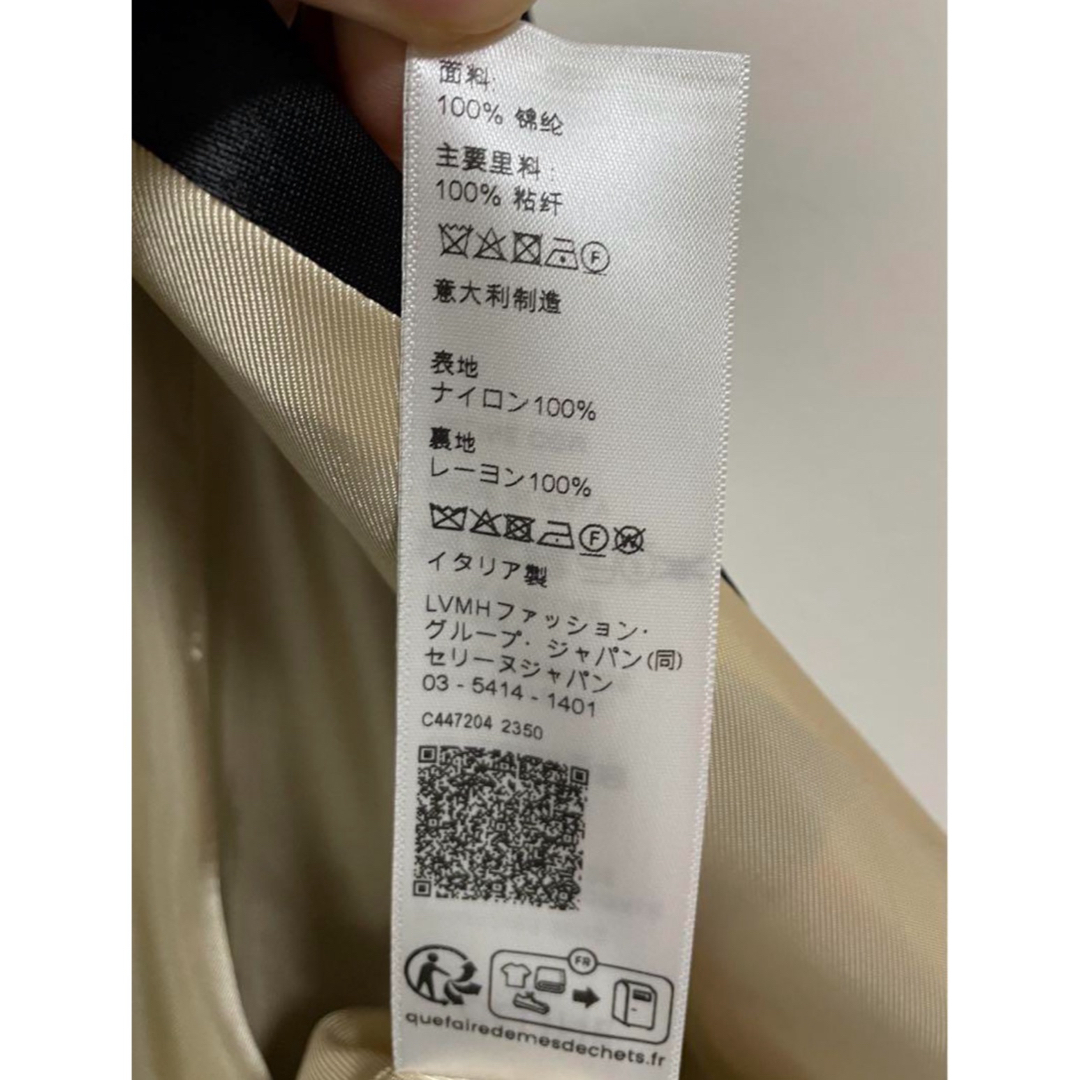 面料:
100% 锦纶
主要里料:
100% 粘纤
F
意大利制造
表地
ナイロン100%
裏地
レーヨン100%
F W
イタリア製
LVMHファッション・
グループ・ジャパン(同)
セリーヌジャパン
03 - 5414 - 1401
C447204 2350
FR
quefairedemesdechets.fr